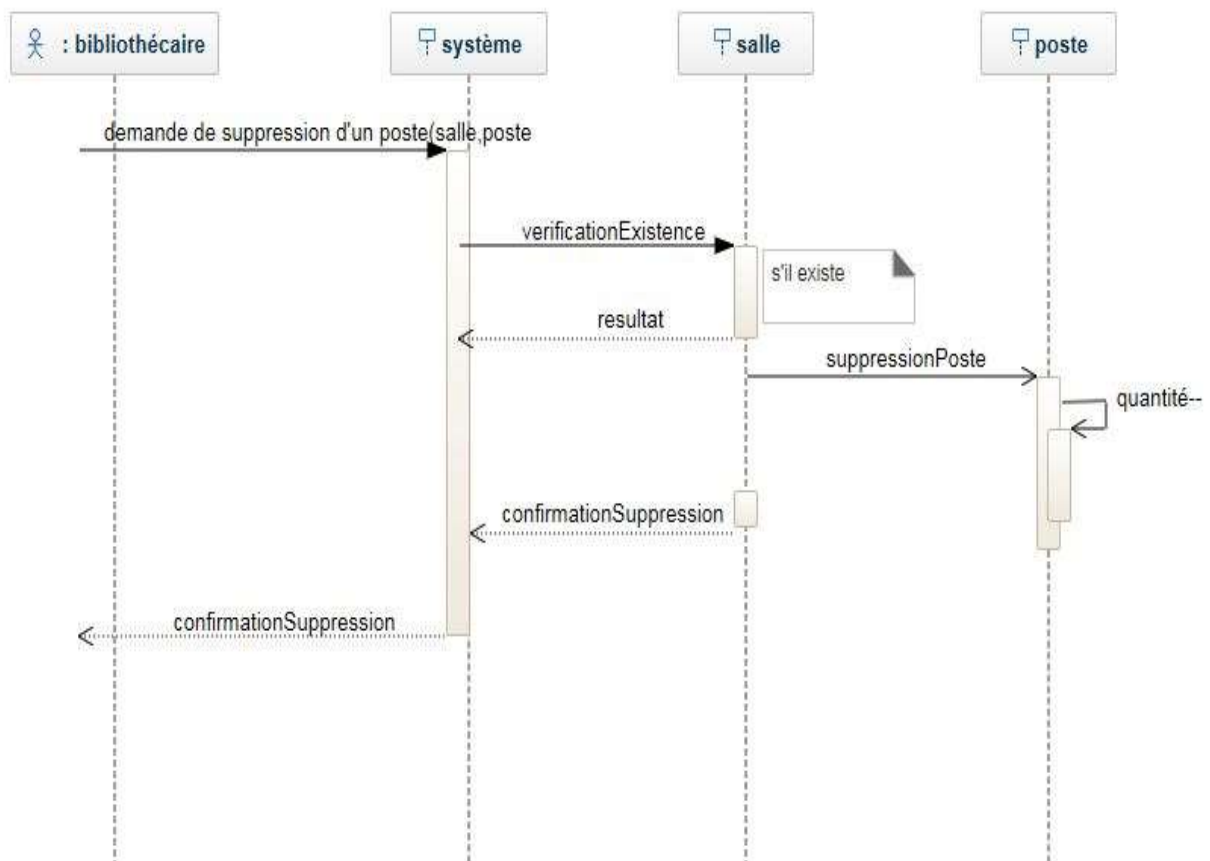 : bibliothécaire
système
salle
poste
demande de suppression d'un poste(salle,poste
verificationExistence
s'il existe
resultat
suppressionPoste
quantité--
confirmationSuppression
confirmationSuppression